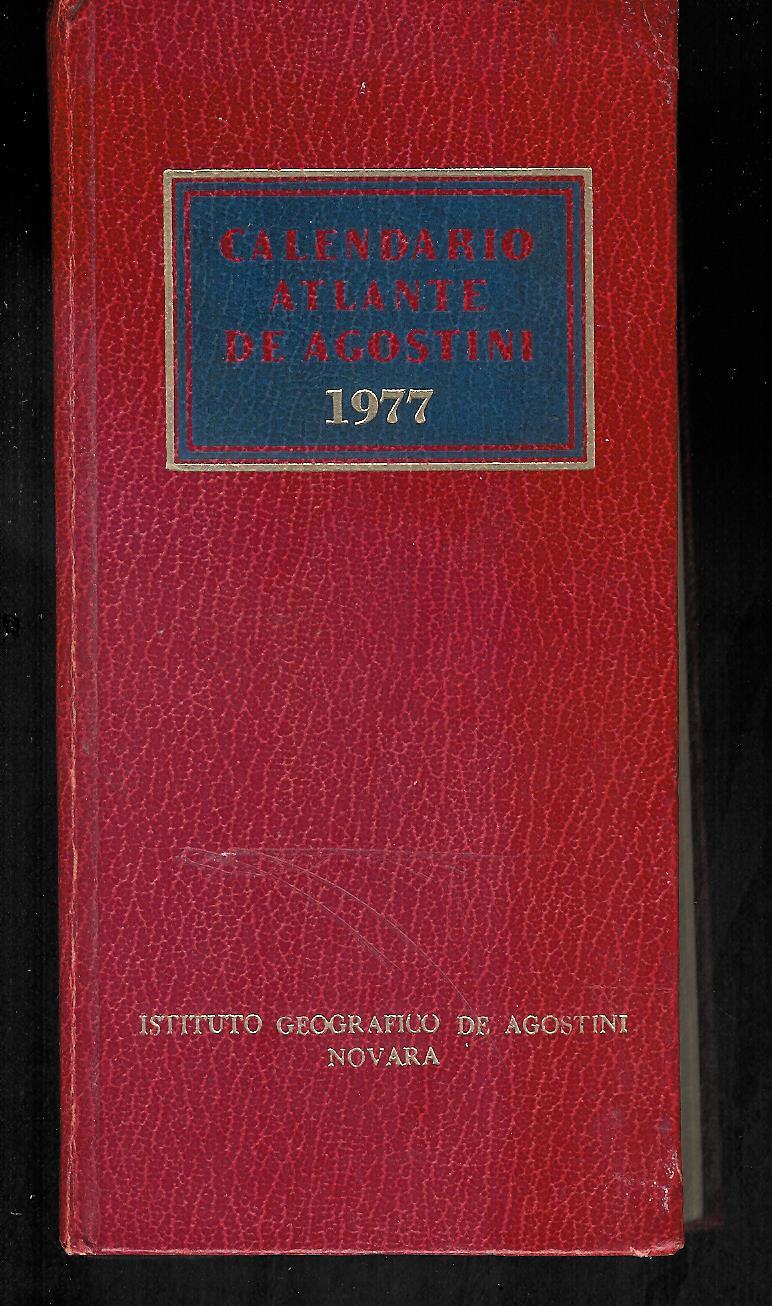 CALENDARIO
ATLANTE
DE AGOSTINI
1977
ISTITUTO GEOGRAFICO DE AGOSTINI
NOVARA